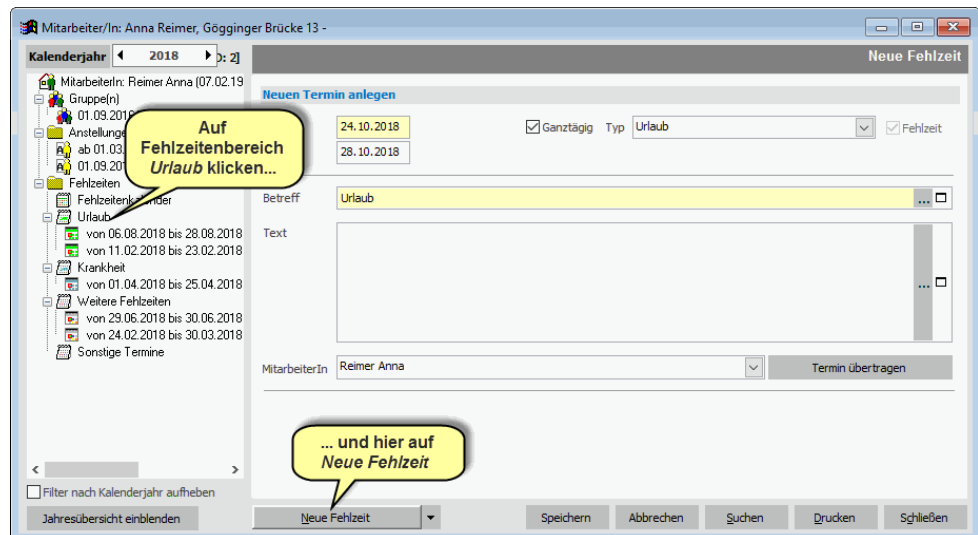 Mitarbeiter/In: Anna Reimer, Gögginger Brücke 13 -
Kalenderjahr 2018 : 2]
Neue Fehlzeit
MitarbeiterIn: Reimer Anna (07.02.19
Gruppe(n)
01.09.201
Anstellunge
ab 01.03.
01.09.201
Fehlzeiten
Fehlzeitenkalender
Urlaub
von 06.08.2018 bis 28.08.2018
von 11.02.2018 bis 23.02.2018
Krankheit
von 01.04.2018 bis 25.04.2018
Weitere Fehlzeiten
von 29.06.2018 bis 30.06.2018
von 24.02.2018 bis 30.03.2018
Sonstige Termine
Filter nach Kalenderjahr aufheben
Jahresübersicht einblenden
Auf
Fehlzeitenbereich
Urlaub klicken...
Neuen Termin anlegen
24.10.2018 Ganztägig Typ Urlaub Fehlzeit
28.10.2018
Betreff Urlaub ...
Text ...
MitarbeiterIn Reimer Anna Termin übertragen
... und hier auf
Neue Fehlzeit
Neue Fehlzeit Speichern Abbrechen Suchen Drucken Schließen